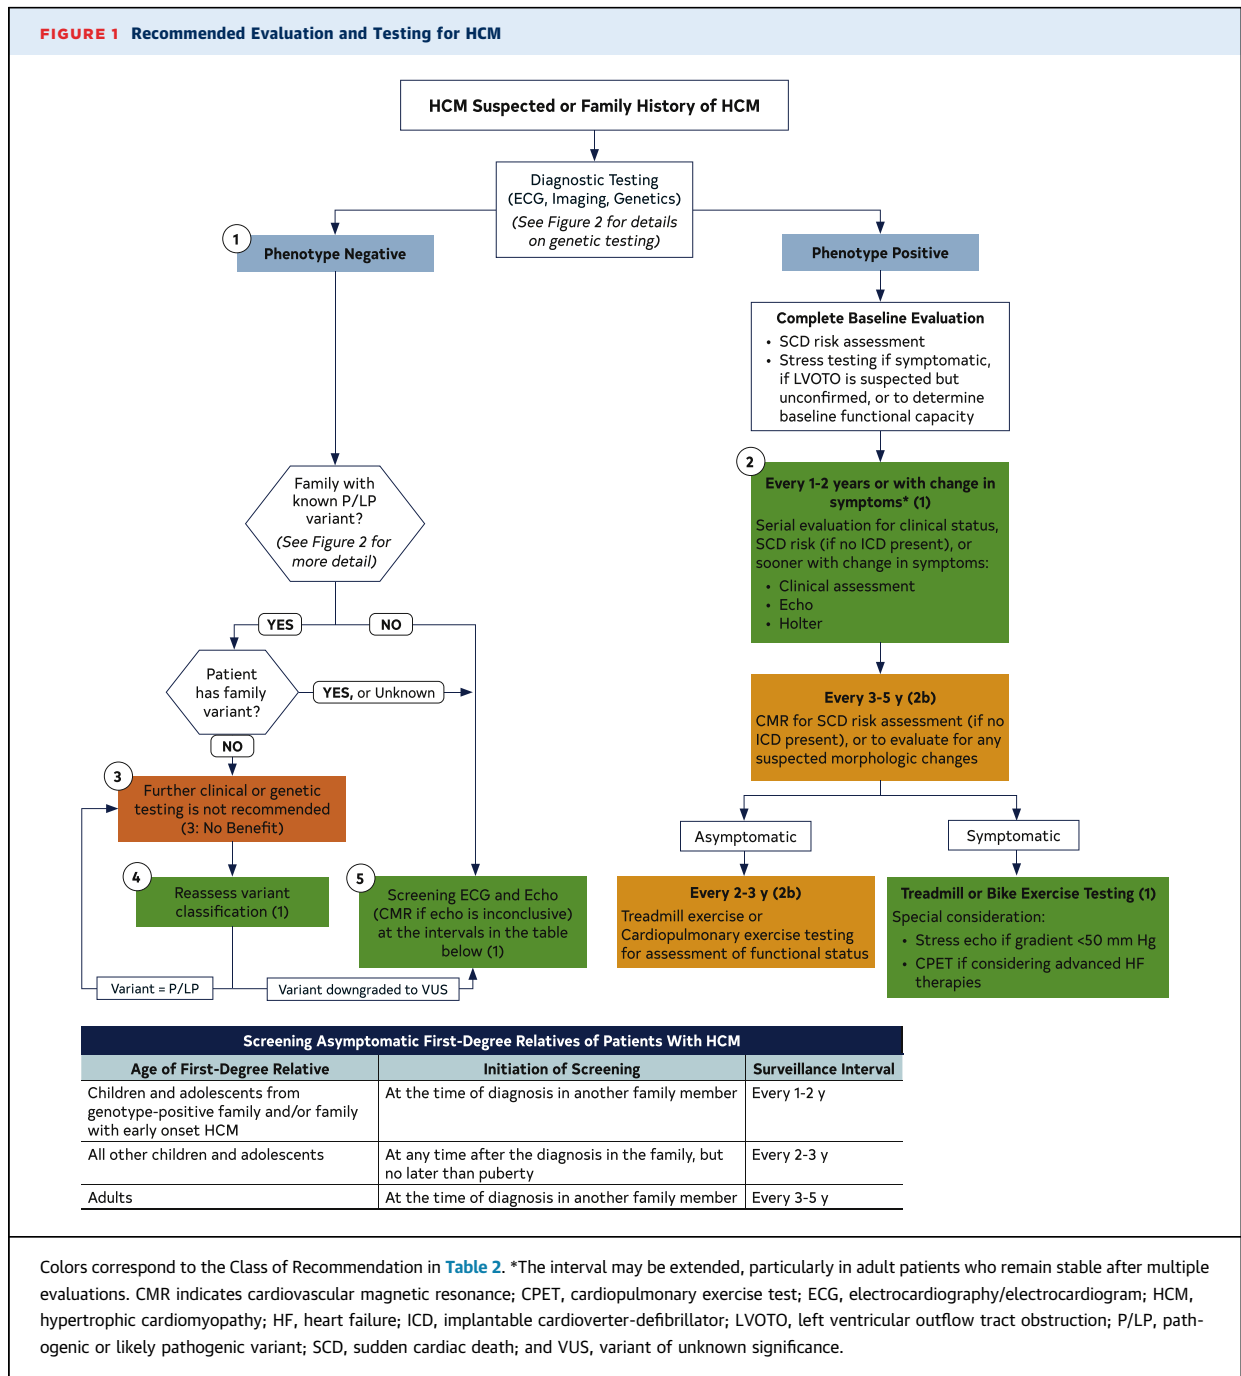 FIGURE 1 Recommended Evaluation and Testing for HCM
HCM Suspected or Family History of HCM
Diagnostic Testing
(ECG, Imaging, Genetics)
(See Figure 2 for details
on genetic testing)
1
Phenotype Negative
Phenotype Positive
Complete Baseline Evaluation
• SCD risk assessment
• Stress testing if symptomatic,
if LVOTO is suspected but
unconfirmed, or to determine
baseline functional capacity
2
Every 1-2 years or with change in
symptoms* (1)
Serial evaluation for clinical status,
SCD risk (if no ICD present), or
sooner with change in symptoms:
• Clinical assessment
• Echo
• Holter
Family with
known P/LP
variant?
(See Figure 2 for
more detail)
YES
NO
Patient
has family
variant?
YES, or Unknown
NO
Every 3-5 y (2b)
CMR for SCD risk assessment (if no
ICD present), or to evaluate for any
suspected morphologic changes
3
Further clinical or genetic
testing is not recommended
(3: No Benefit)
Asymptomatic
Symptomatic
4
Reassess variant
classification (1)
5
Screening ECG and Echo
(CMR if echo is inconclusive)
at the intervals in the table
below (1)
Every 2-3 y (2b)
Treadmill exercise or
Cardiopulmonary exercise testing
for assessment of functional status
Treadmill or Bike Exercise Testing (1)
Special consideration:
• Stress echo if gradient <50 mm Hg
• CPET if considering advanced HF
therapies
Variant = P/LP
Variant downgraded to VUS
Screening Asymptomatic First-Degree Relatives of Patients With HCM
Age of First-Degree Relative Initiation of Screening Surveillance Interval
Children and adolescents from At the time of diagnosis in another family member Every 1-2 y
genotype-positive family and/or family
with early onset HCM
All other children and adolescents At any time after the diagnosis in the family, but Every 2-3 y
no later than puberty
Adults At the time of diagnosis in another family member Every 3-5 y
Colors correspond to the Class of Recommendation in Table 2. *The interval may be extended, particularly in adult patients who remain stable after multiple
evaluations. CMR indicates cardiovascular magnetic resonance; CPET, cardiopulmonary exercise test; ECG, electrocardiography/electrocardiogram; HCM,
hypertrophic cardiomyopathy; HF, heart failure; ICD, implantable cardioverter-defibrillator; LVOTO, left ventricular outflow tract obstruction; P/LP, path-
ogenic or likely pathogenic variant; SCD, sudden cardiac death; and VUS, variant of unknown significance.